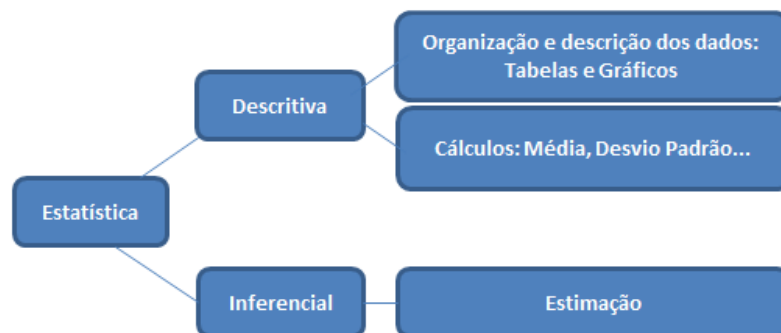 Organização e descrição dos dados:
Tabelas e Gráficos
Descritiva
Cálculos: Média, Desvio Padrão...
Estatística
Inferencial
Estimação